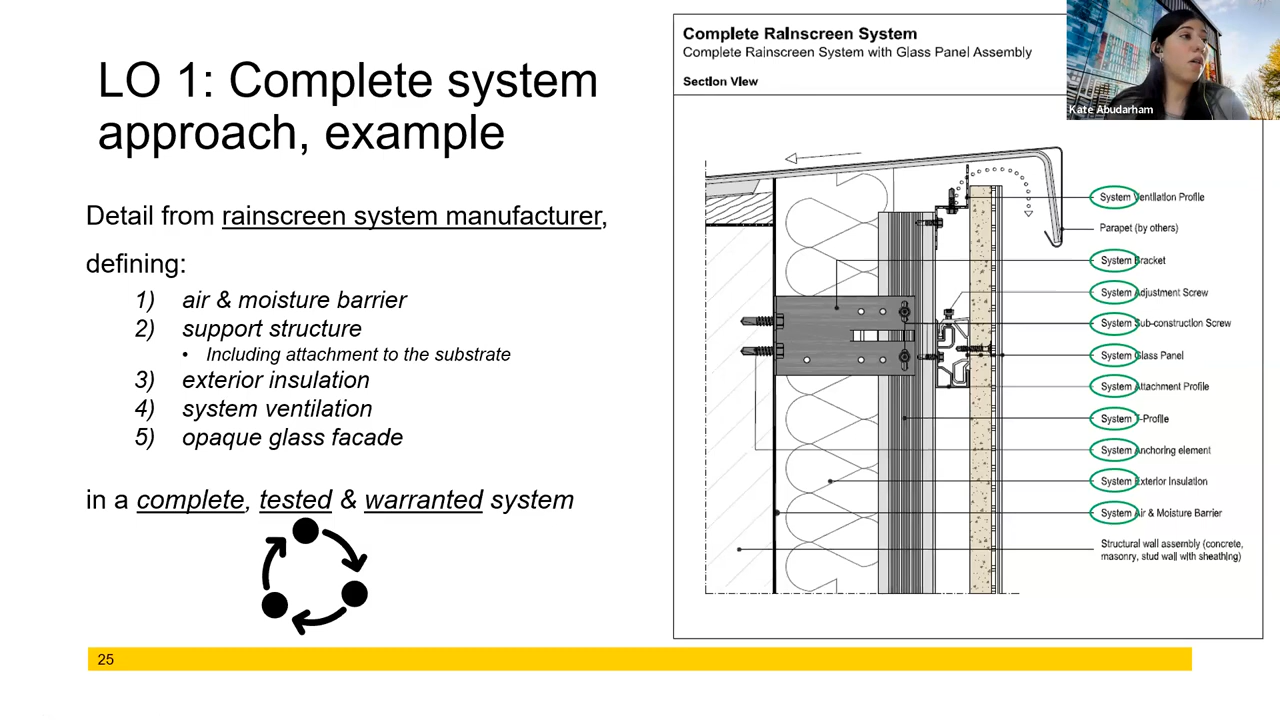 LO 1: Complete system
approach, example
Detail from rainscreen system manufacturer,
defining:
1) air & moisture barrier
2) support structure
• Including attachment to the substrate
3) exterior insulation
4) system ventilation
5) opaque glass facade
in a complete, tested & warranted system
25
Complete Rainscreen System
Complete Rainscreen System with Glass Panel Assembly
Section View
Kate Abudarham
System Ventilation Profile
Parapet (by others)
System Bracket
System Adjustment Screw
System Sub-construction Screw
System Glass Panel
System Attachment Profile
System T-Profile
System Anchoring element
System Exterior Insulation
System Air & Moisture Barrier
Structural wall assembly (concrete,
masonry, stud wall with sheathing)